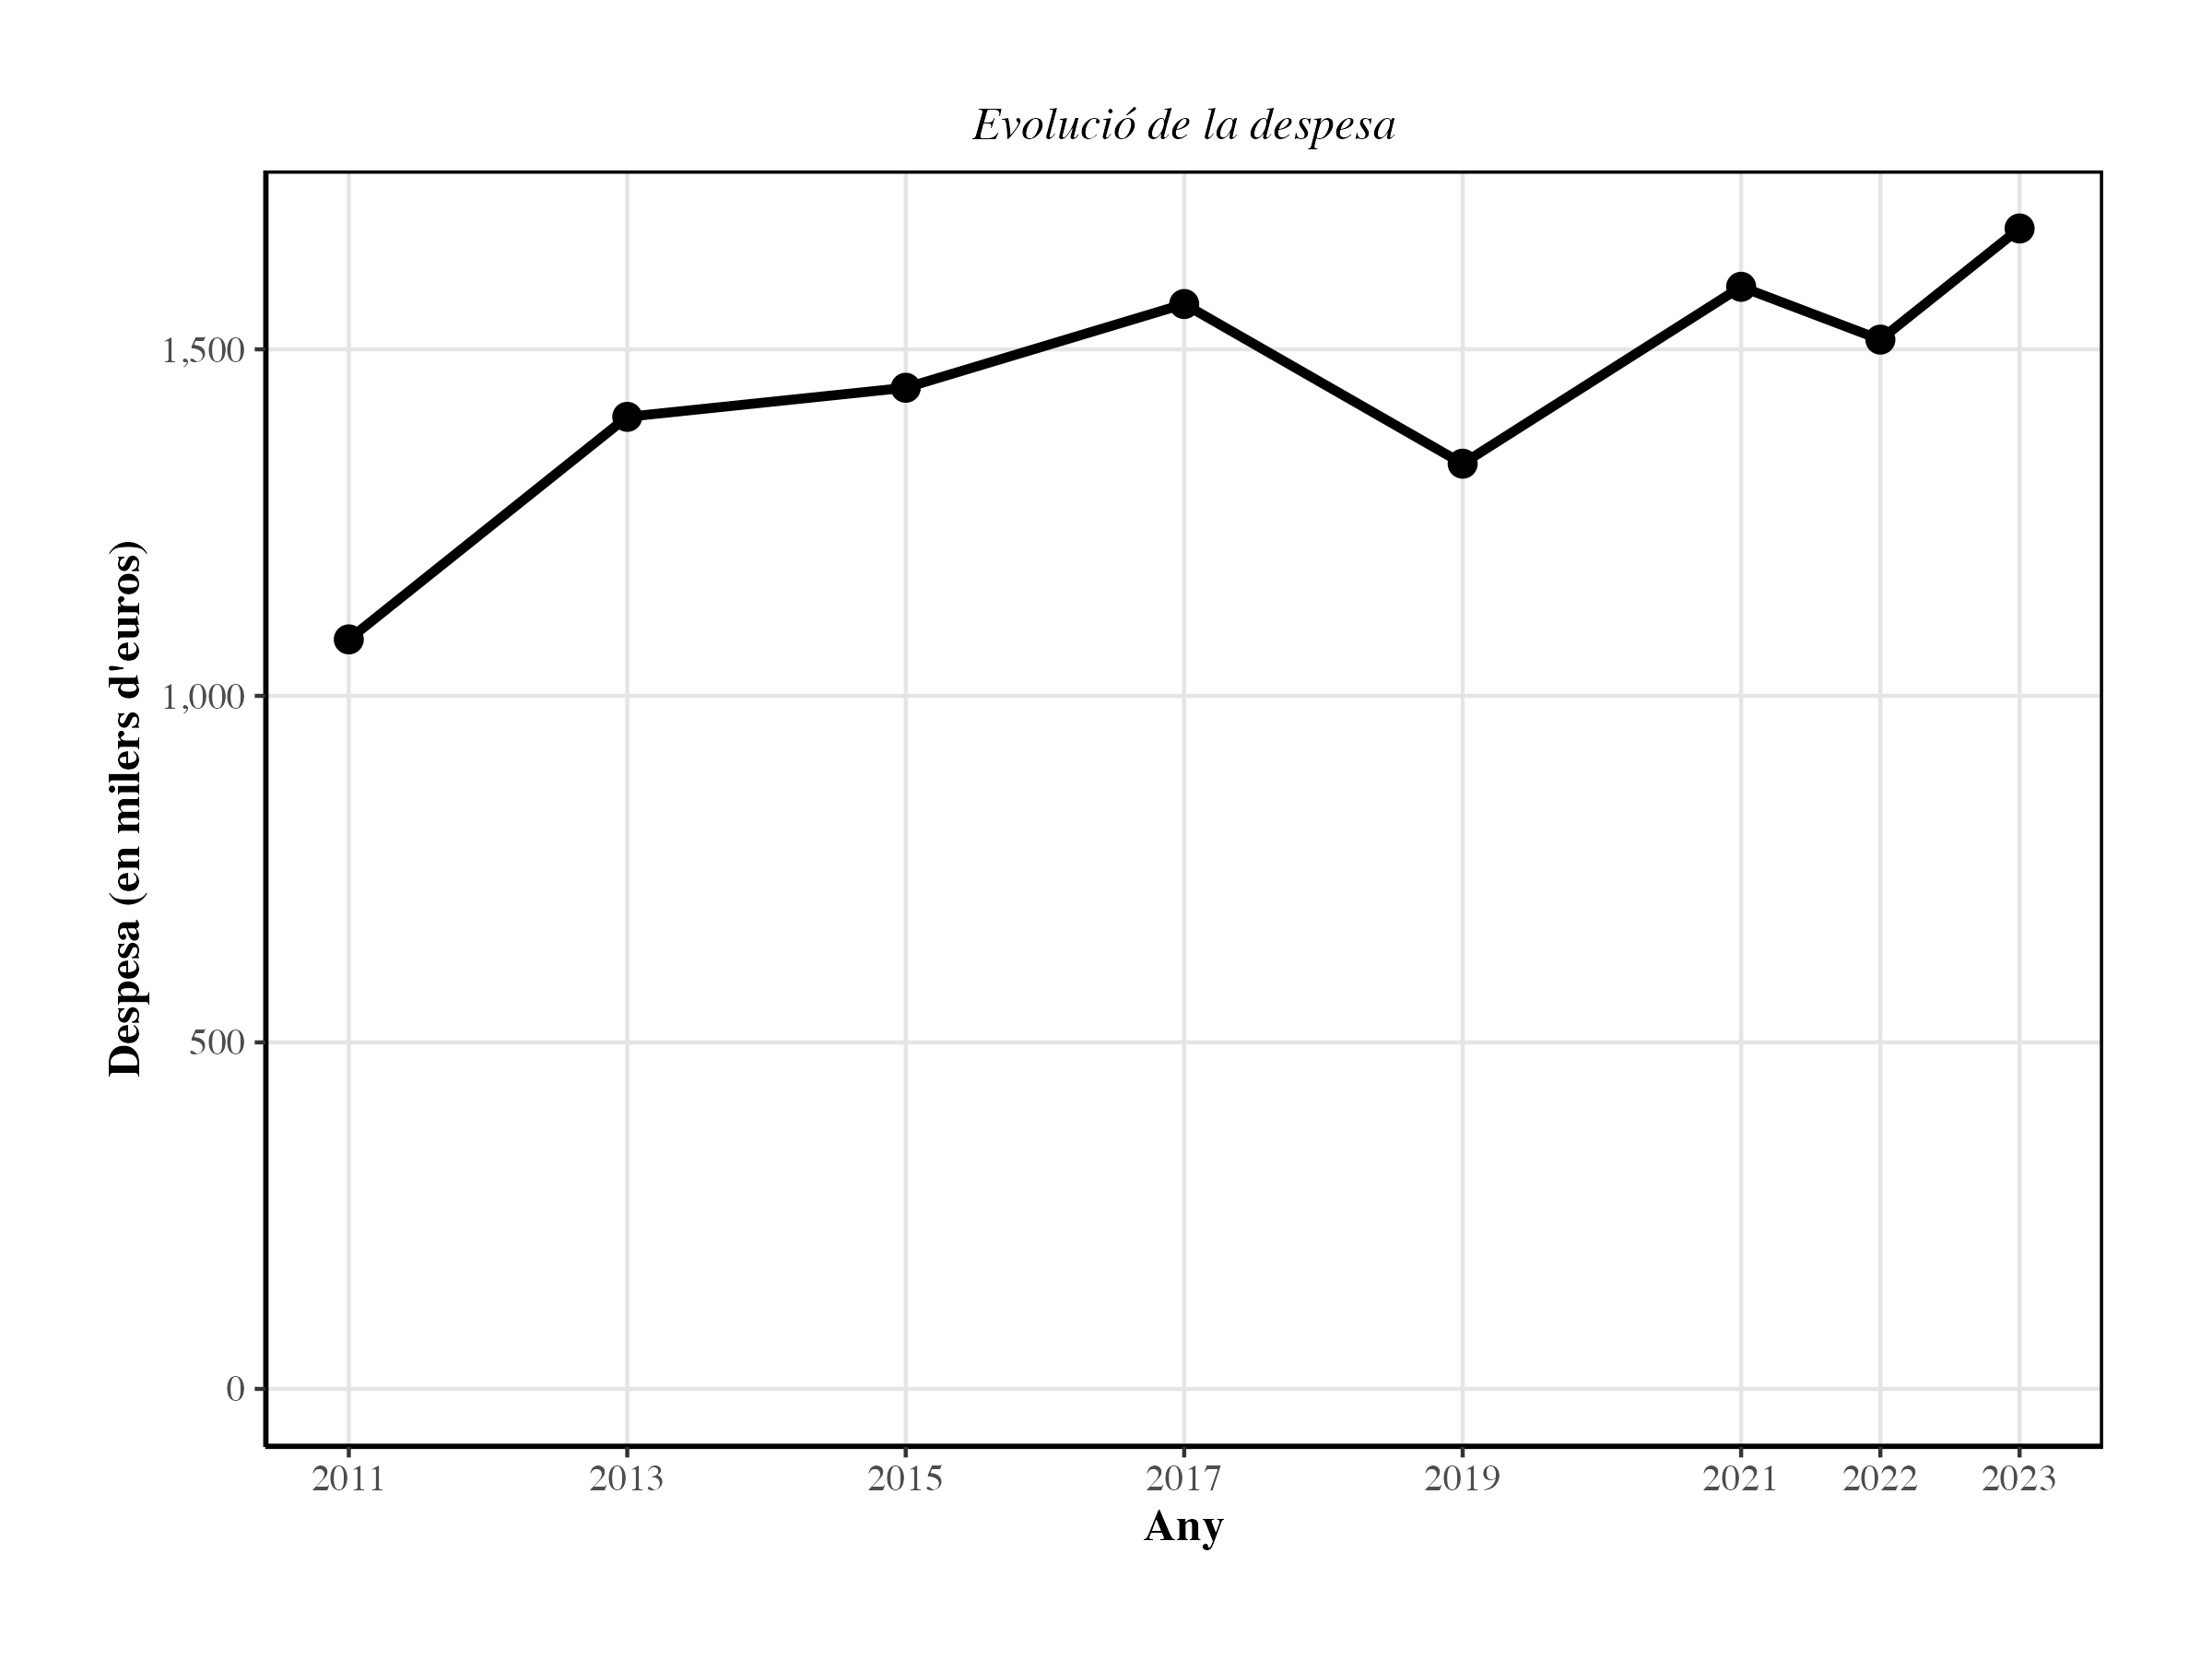 Evolució de la despesa
Despesa (en milers d'euros)
1,500
1,000
500
0
2011 2013 2015 2017 2019 2021 2022 2023
Any